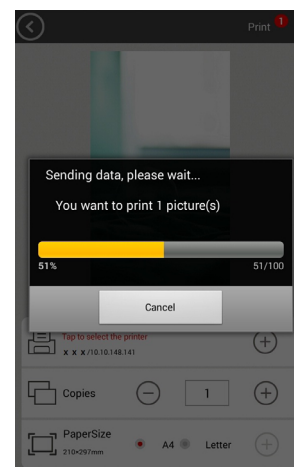 Print 1
Sending data, please wait...
You want to print 1 picture(s)
51% 51/100
Cancel
Tap to select the printer
x x x /10.10.148.141
Copies 1
PaperSize
210×297mm A4 Letter